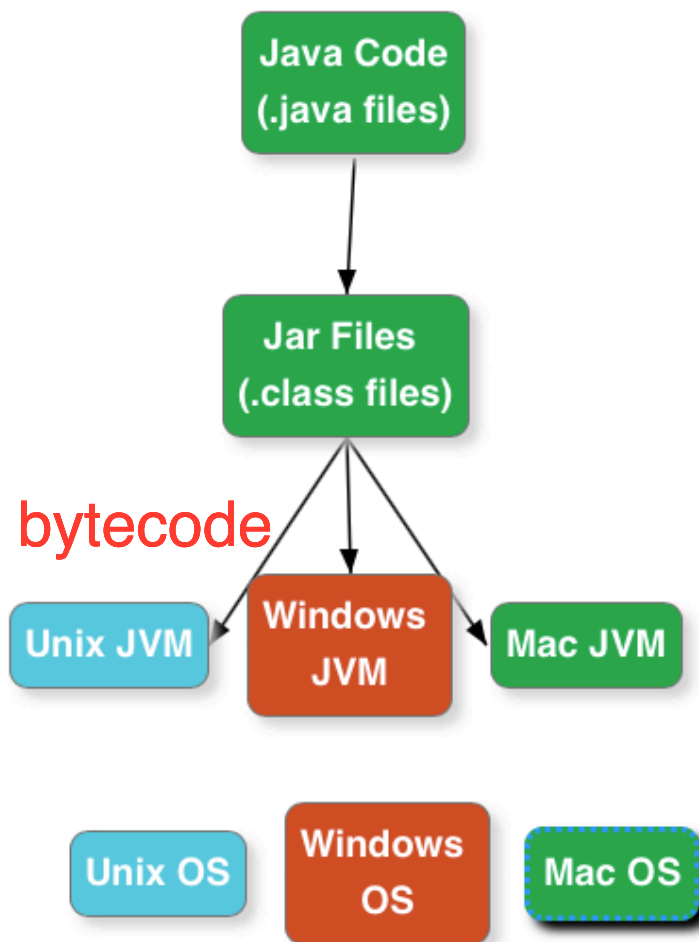 Java Code
(.java files)
Jar Files
(.class files)
bytecode
Unix JVM
Windows
JVM
Mac JVM
Unix OS
Windows
OS
Mac OS